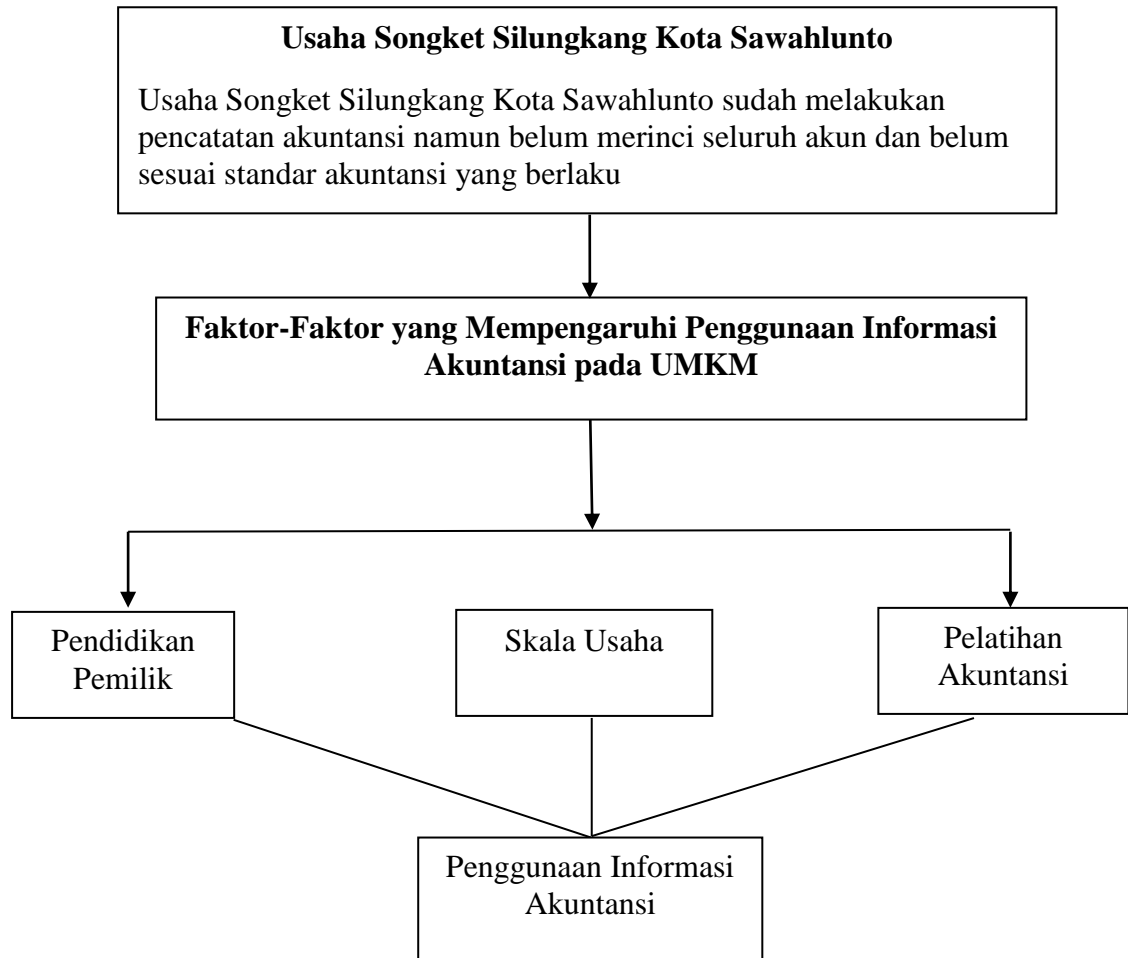 Usaha Songket Silungkang Kota Sawahlunto
Usaha Songket Silungkang Kota Sawahlunto sudah melakukan
pencatatan akuntansi namun belum merinci seluruh akun dan belum
sesuai standar akuntansi yang berlaku
Faktor-Faktor yang Mempengaruhi Penggunaan Informasi
Akuntansi pada UMKM
Pendidikan
Pemilik
Skala Usaha
Pelatihan
Akuntansi
Penggunaan Informasi
Akuntansi